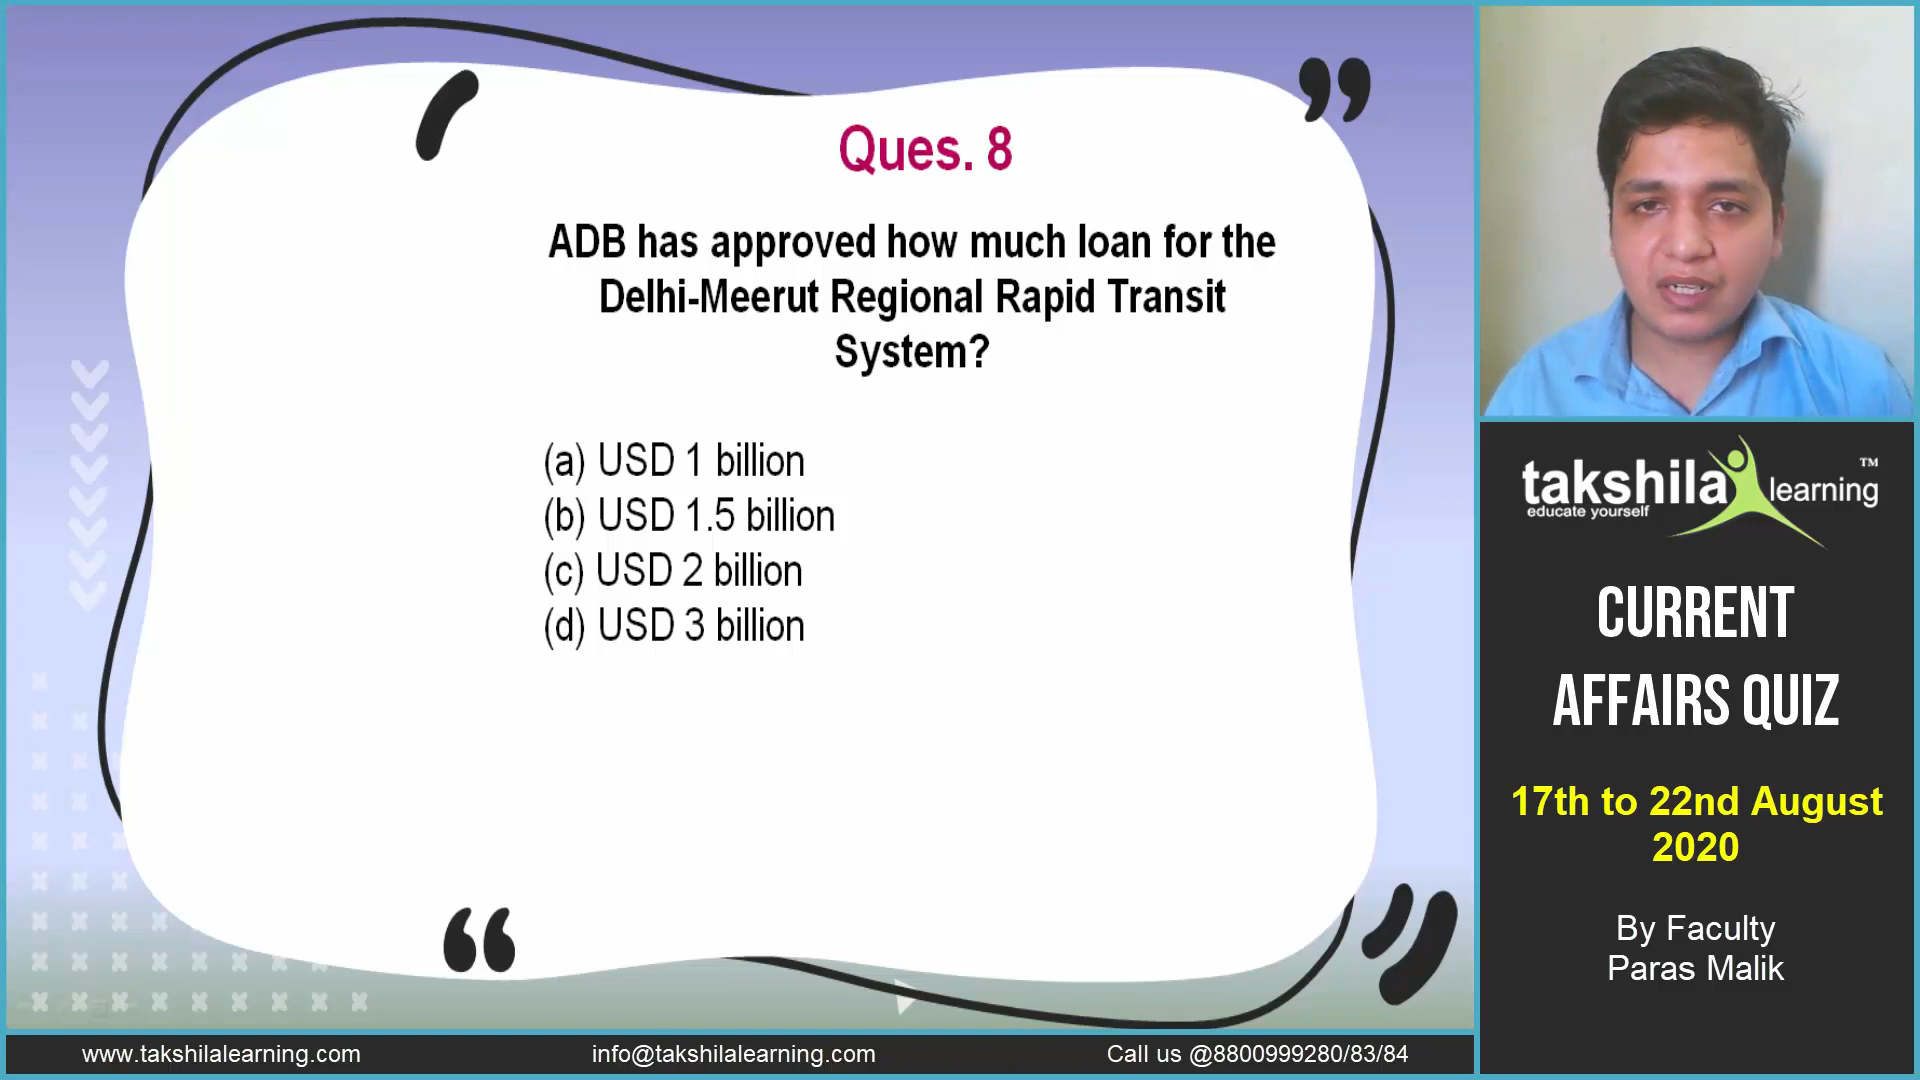 Ques. 8
ADB has approved how much loan for the
Delhi-Meerut Regional Rapid Transit
System?
(a) USD 1 billion
(b) USD 1.5 billion
(c) USD 2 billion
(d) USD 3 billion
takshila learning TM
educate yourself
CURRENT
AFFAIRS QUIZ
17th to 22nd August
2020
By Faculty
Paras Malik
www.takshilalearning.com
info@takshilalearning.com
Call us @8800999280/83/84